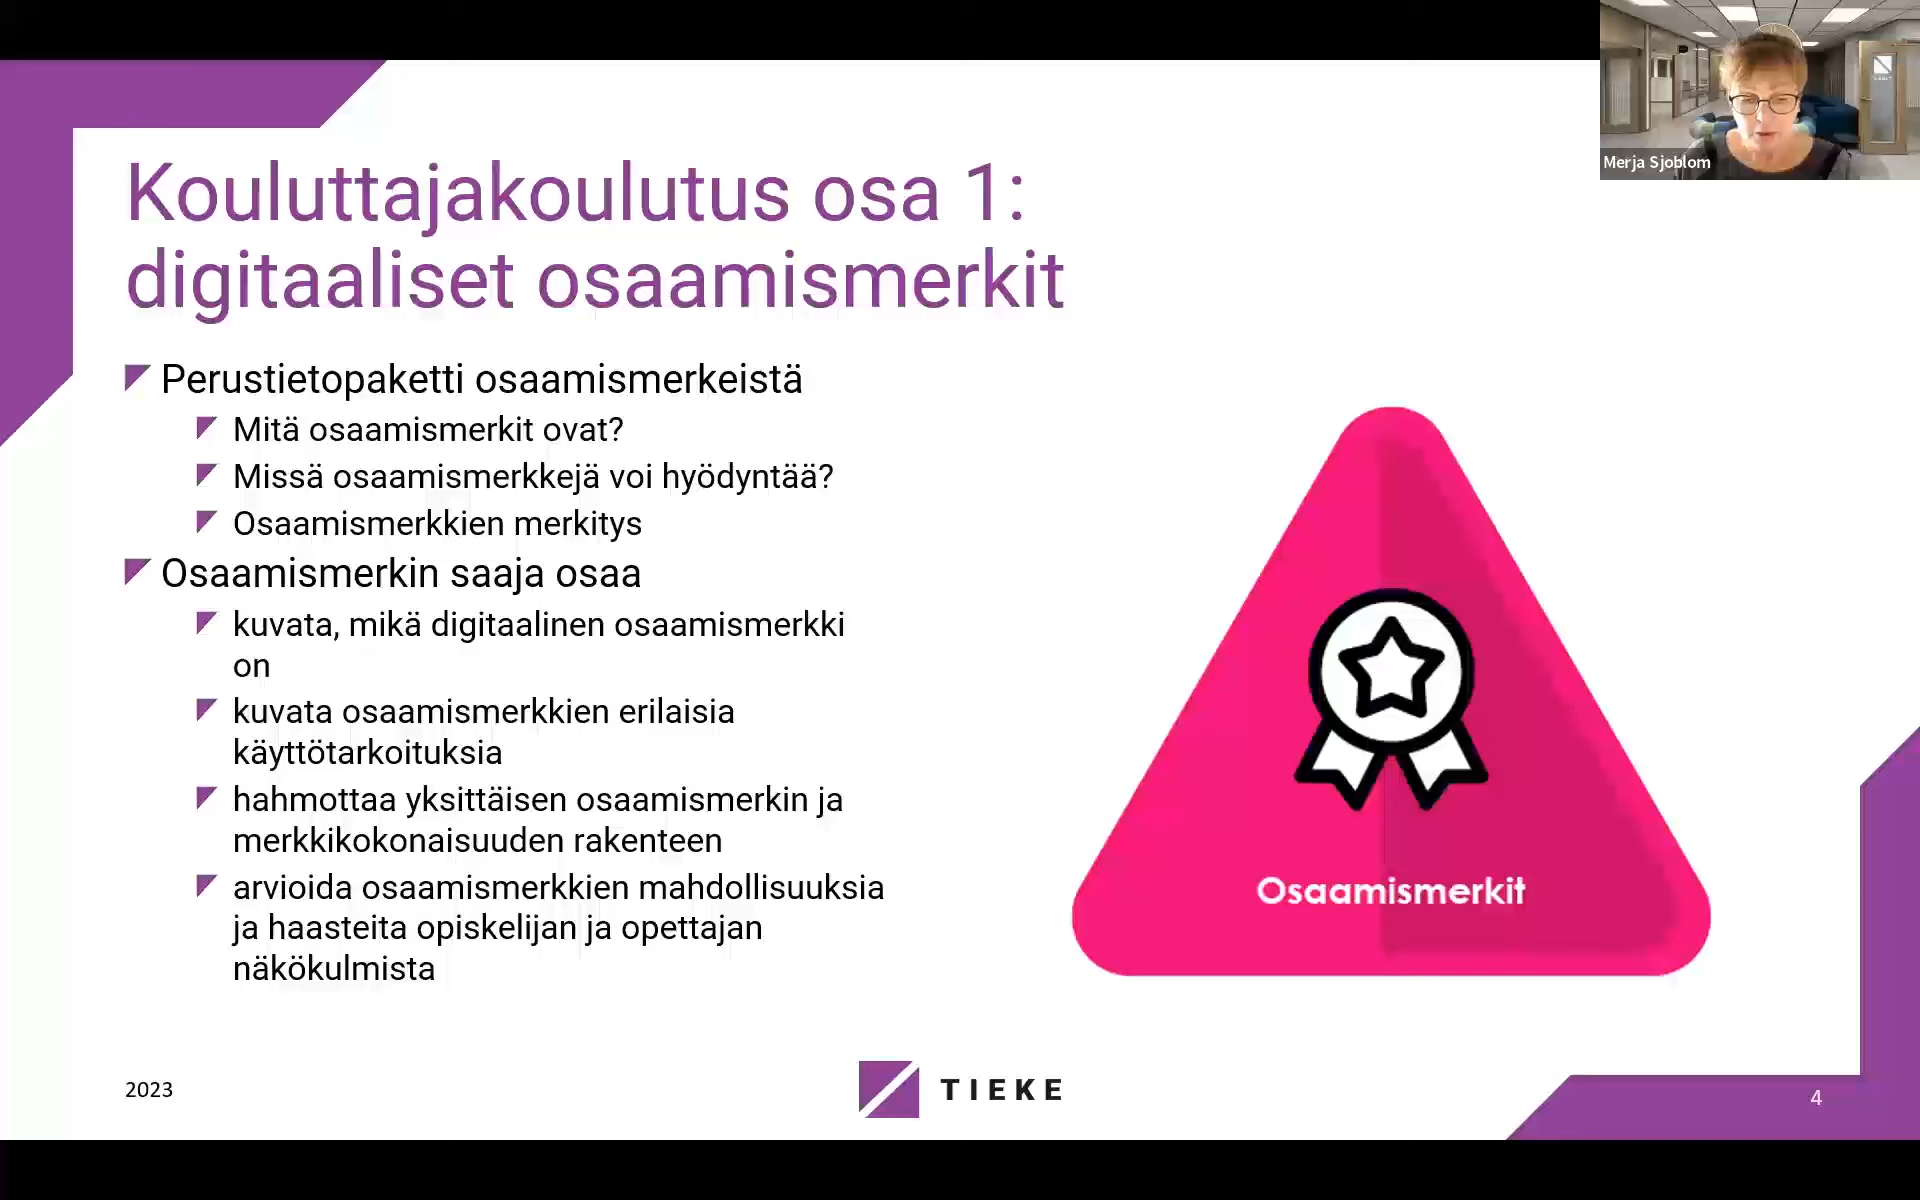 Merja Sjoblom
Kouluttajakoulutus osa 1:
digitaaliset osaamismerkit
Perustietopaketti osaamismerkeistä
Mitä osaamismerkit ovat?
Missä osaamismerkkejä voi hyödyntää?
Osaamismerkkien merkitys
Osaamismerkin saaja osaa
kuvata, mikä digitaalinen osaamismerkki
on
kuvata osaamismerkkien erilaisia
käyttötarkoituksia
hahmottaa yksittäisen osaamismerkin ja
merkkikokonaisuuden rakenteen
arvioida osaamismerkkien mahdollisuuksia
ja haasteita opiskelijan ja opettajan
näkökulmista
Osaamismerkit
2023
TIEKE
4